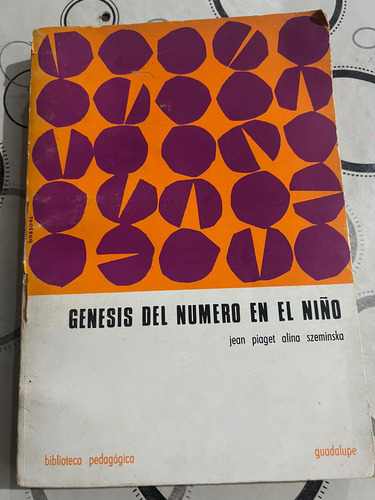 GENESIS DEL NUMERO EN EL NIÑO
jean piaget alina szeminska
biblioteca pedagógica
guadalupe